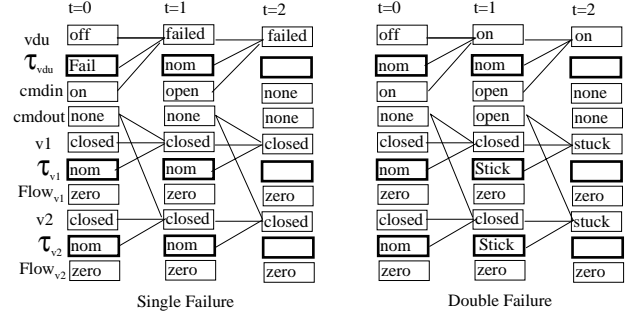 t=0 t=1 t=2 t=0 t=1 t=2
vdu off failed failed off on on
τvdu Fail nom nom nom
cmdin on open none on open none
cmdout none none none none open none
v1 closed closed closed closed closed stuck
τv1 nom nom nom Stick
Flowv1 zero zero zero zero zero zero
v2 closed closed closed closed closed stuck
τv2 nom nom nom Stick
Flowv2 zero zero zero zero zero zero
Single Failure Double Failure